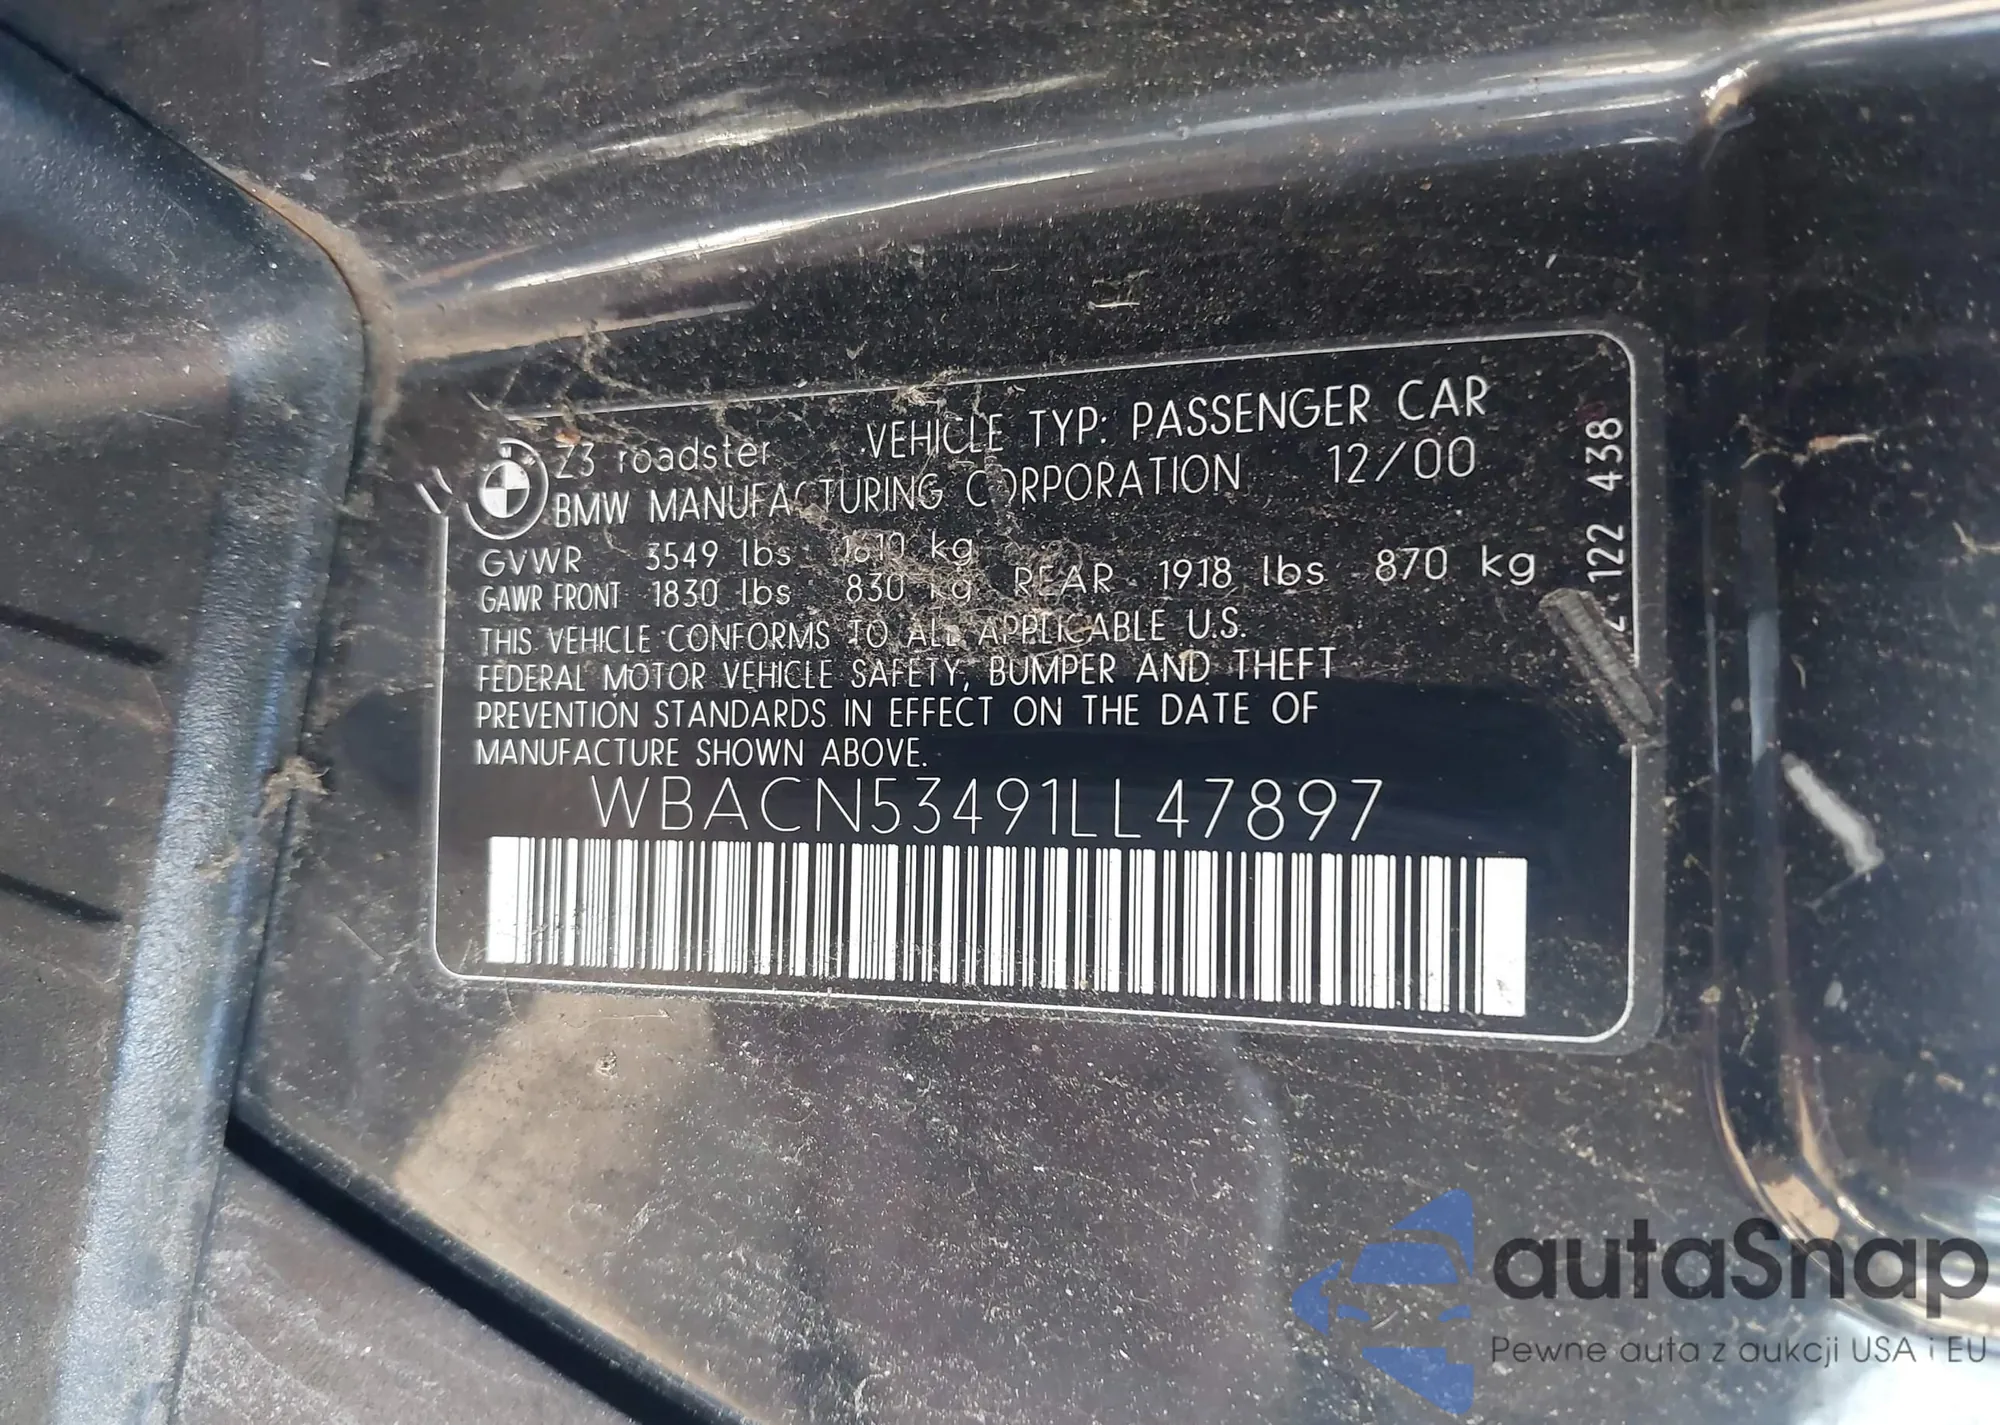 Z3 roadster VEHICLE TYP: PASSENGER CAR
BMW MANUFACTURING CORPORATION 12/00
GVWR 3549 lbs 1610 kg
GAWR FRONT 1830 lbs 830 kg REAR 1918 lbs 870 kg
THIS VEHICLE CONFORMS TO ALL APPLICABLE U.S.
FEDERAL MOTOR VEHICLE SAFETY, BUMPER AND THEFT
PREVENTION STANDARDS IN EFFECT ON THE DATE OF
MANUFACTURE SHOWN ABOVE.
WBACN53491LL47897
122 438
autaSnap
Pewne auta z aukcji USA i EU